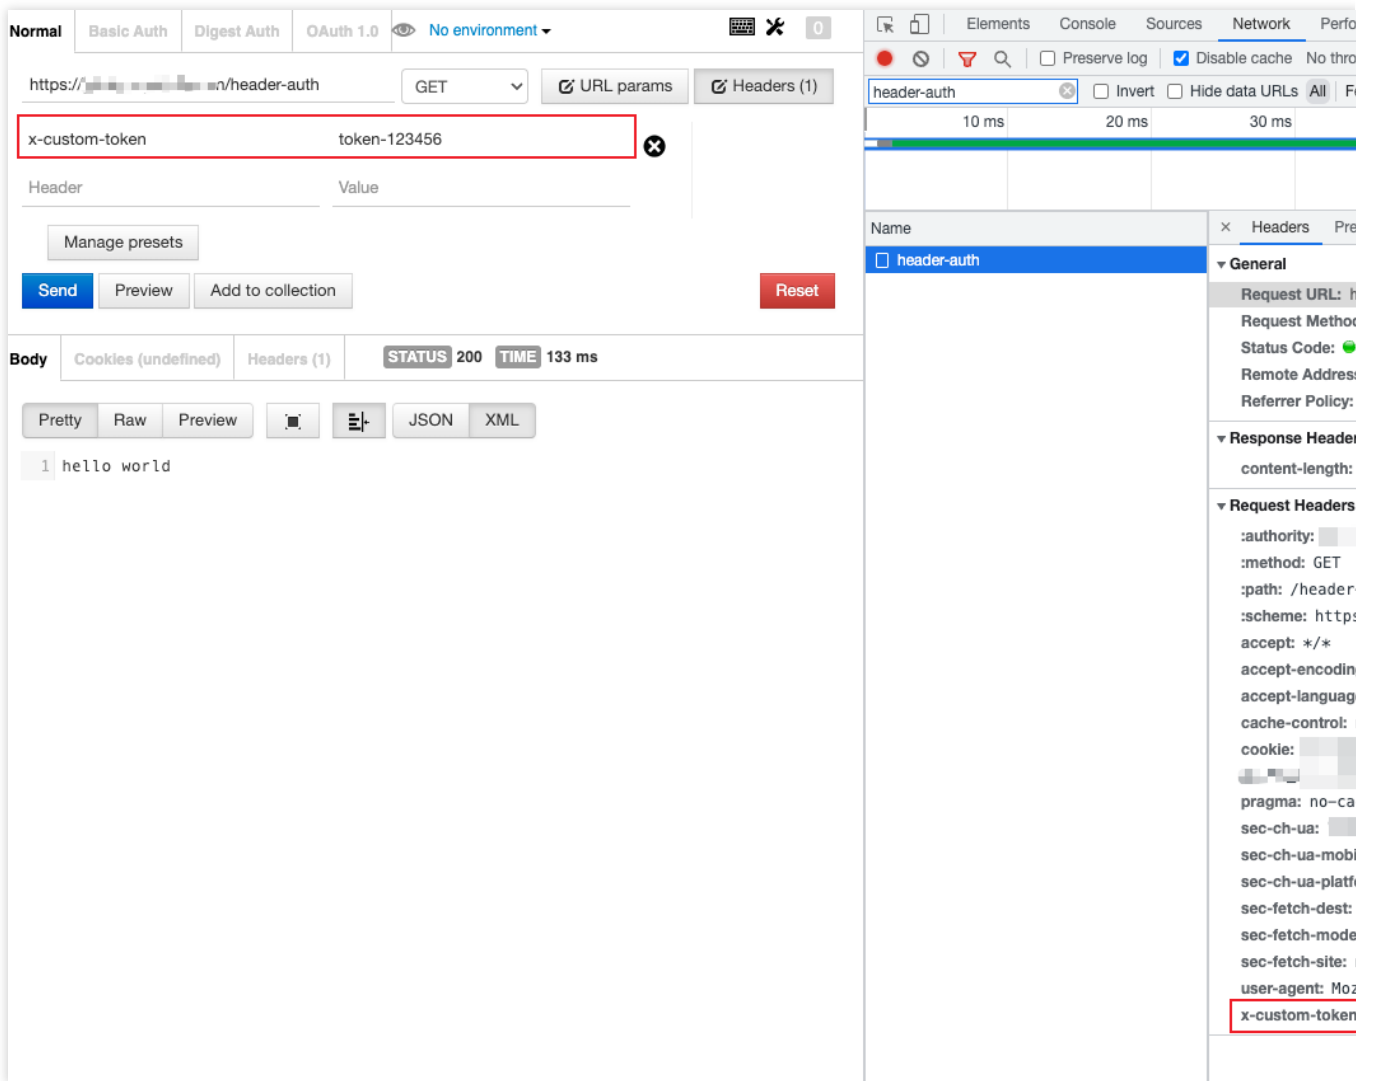 Normal Basic Auth Digest Auth OAuth 1.0 No environment 0
https:// n/header-auth GET URL params Headers (1)
x-custom-token token-123456
Header Value
Manage presets
Send Preview Add to collection Reset
Body Cookies (undefined) Headers (1) STATUS 200 TIME 133 ms
Pretty Raw Preview JSON XML
1 hello world
Elements Console Sources Network Perfo
Preserve log Disable cache No thro
header-auth Invert Hide data URLs All F
10 ms 20 ms 30 ms
Name
header-auth
× Headers Pre
General
Request URL: h
Request Method
Status Code:
Remote Address
Referrer Policy:
Response Header
content-length:
Request Headers
:authority:
:method: GET
:path: /header-
:scheme: https
accept: */*
accept-encodin
accept-languag
cache-control:
cookie:
pragma: no-ca
sec-ch-ua:
sec-ch-ua-mobi
sec-ch-ua-platf
sec-fetch-dest:
sec-fetch-mode
sec-fetch-site:
user-agent: Moz
x-custom-token